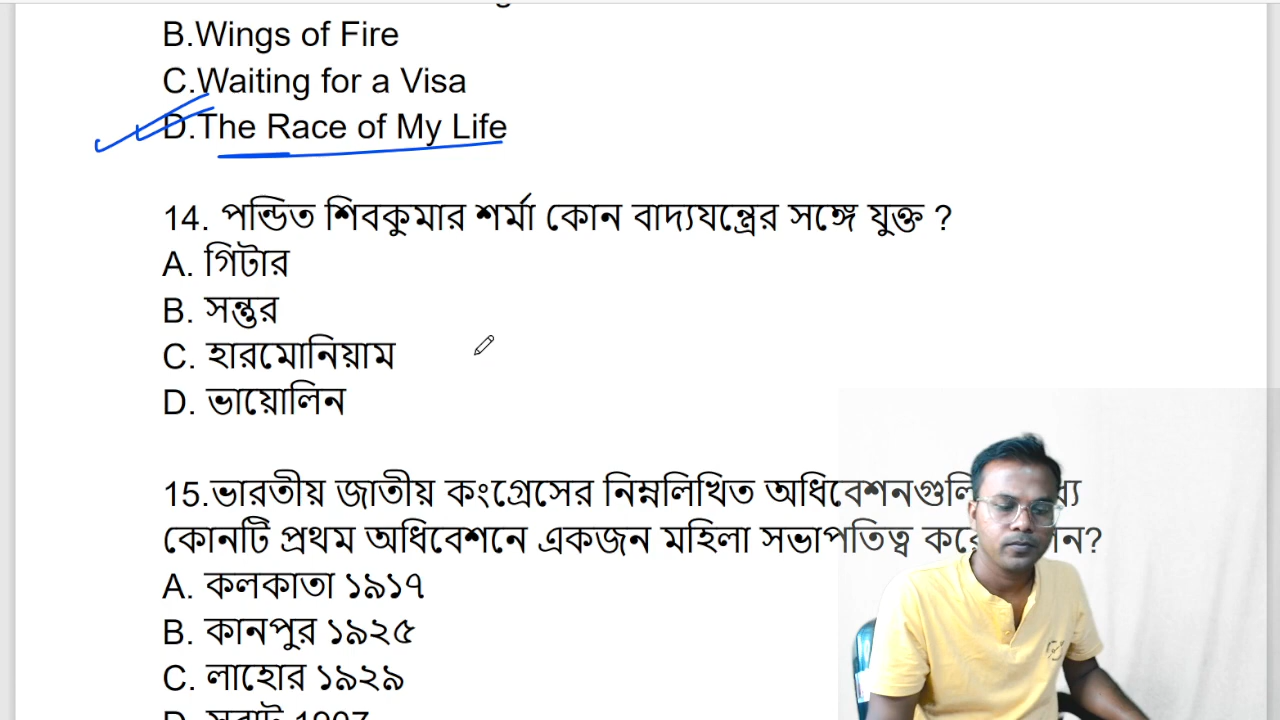 B.Wings of Fire
C.Waiting for a Visa
D.The Race of My Life
14. পন্ডিত শিবকুমার শর্মা কোন বাদ্যযন্ত্রের সঙ্গে যুক্ত ?
A. গিটার
B. সন্তুর
C. হারমোনিয়াম
D. ভায়োলিন
15.ভারতীয় জাতীয় কংগ্রেসের নিম্নলিখিত অধিবেশনগুলি
কোনটি প্রথম অধিবেশনে একজন মহিলা সভাপতিত্ব
A. কলকাতা ১৯১৭
B. কানপুর ১৯২৫
C. লাহোর ১৯২৯